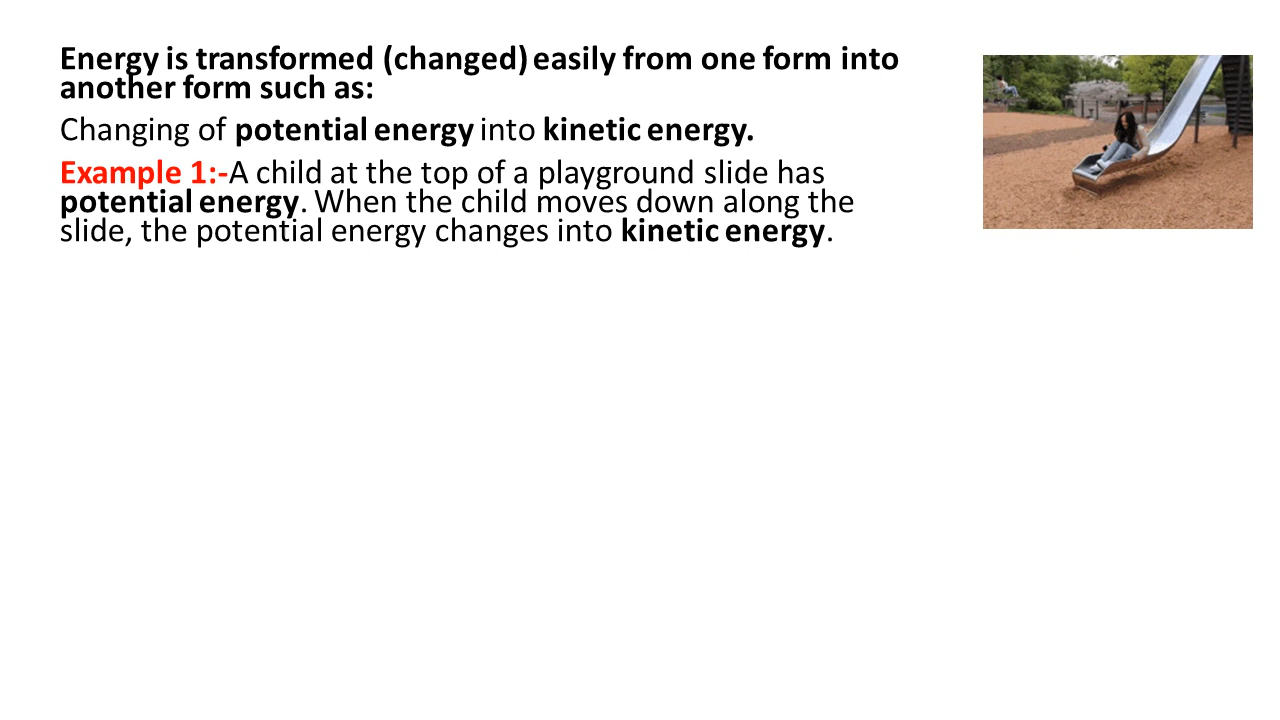 Energy is transformed (changed) easily from one form into
another form such as:
Changing of potential energy into kinetic energy.
Example 1:-A child at the top of a playground slide has
potential energy. When the child moves down along the
slide, the potential energy changes into kinetic energy.